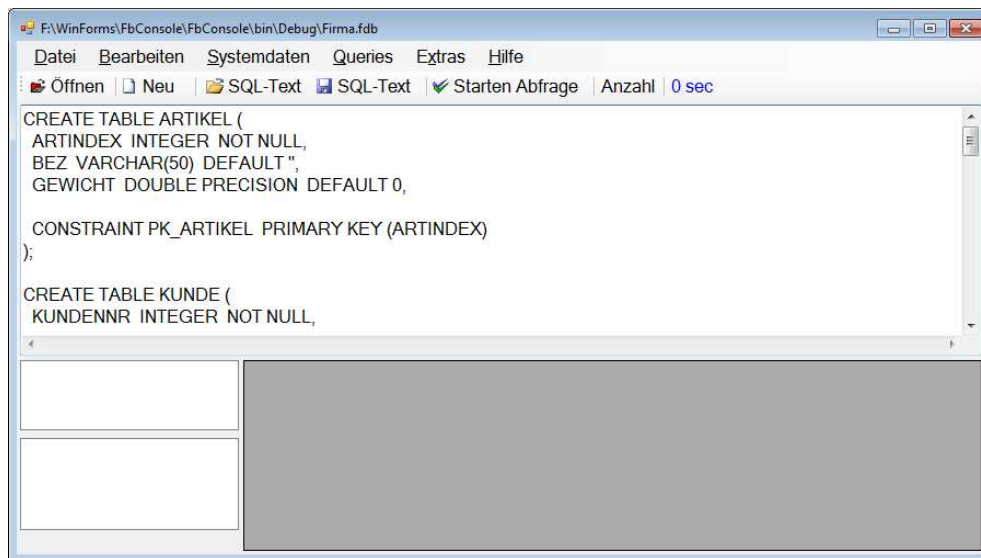 F:\WinForms\FbConsole\FbConsole\bin\Debug\Firma.fdb
Datei Bearbeiten Systemdaten Queries Extras Hilfe
Öffnen Neu SQL-Text SQL-Text Starten Abfrage Anzahl 0 sec
CREATE TABLE ARTIKEL (
ARTINDEX INTEGER NOT NULL,
BEZ VARCHAR(50) DEFAULT '',
GEWICHT DOUBLE PRECISION DEFAULT 0,
CONSTRAINT PK_ARTIKEL PRIMARY KEY (ARTINDEX)
);
CREATE TABLE KUNDE (
KUNDENNR INTEGER NOT NULL,